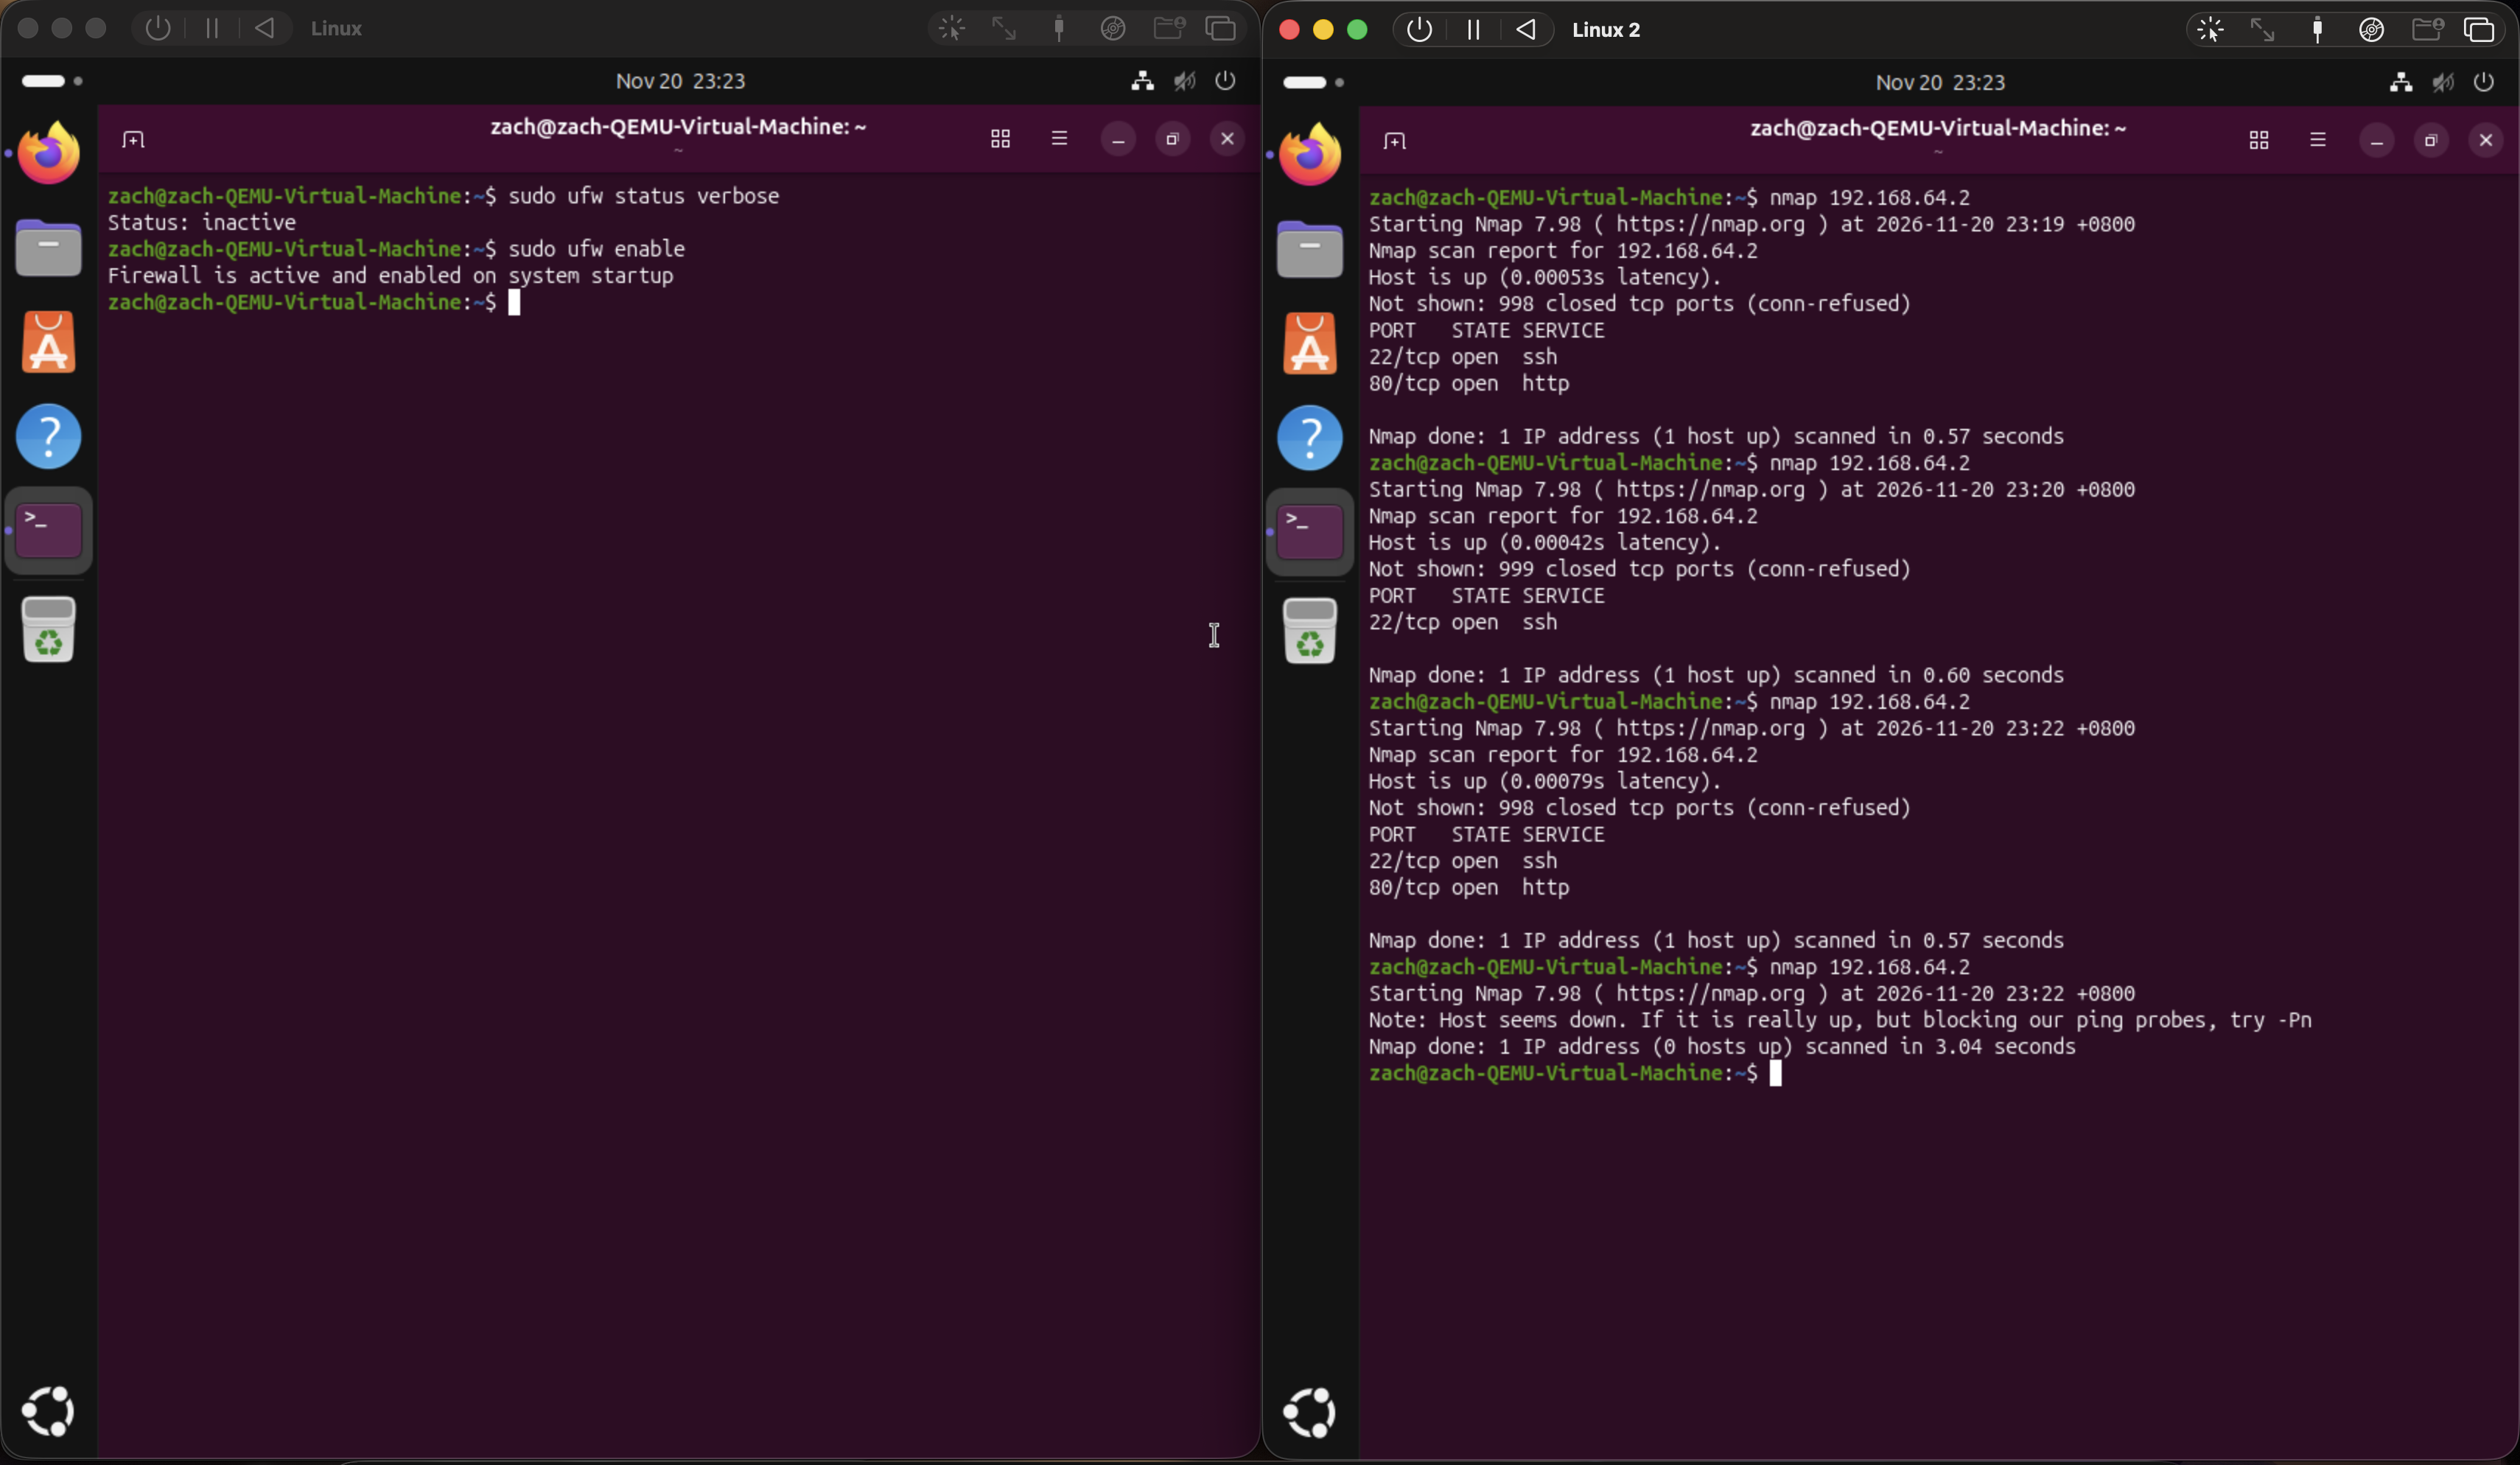 Linux
Nov 20 23:23
zach@zach-QEMU-Virtual-Machine: ~
~
zach@zach-QEMU-Virtual-Machine:~$ sudo ufw status verbose
Status: inactive
zach@zach-QEMU-Virtual-Machine:~$ sudo ufw enable
Firewall is active and enabled on system startup
zach@zach-QEMU-Virtual-Machine:~$
Linux 2
Nov 20 23:23
zach@zach-QEMU-Virtual-Machine: ~
~
zach@zach-QEMU-Virtual-Machine:~$ nmap 192.168.64.2
Starting Nmap 7.98 ( https://nmap.org ) at 2026-11-20 23:19 +0800
Nmap scan report for 192.168.64.2
Host is up (0.00053s latency).
Not shown: 998 closed tcp ports (conn-refused)
PORT   STATE SERVICE
22/tcp open  ssh
80/tcp open  http
Nmap done: 1 IP address (1 host up) scanned in 0.57 seconds
zach@zach-QEMU-Virtual-Machine:~$ nmap 192.168.64.2
Starting Nmap 7.98 ( https://nmap.org ) at 2026-11-20 23:20 +0800
Nmap scan report for 192.168.64.2
Host is up (0.00042s latency).
Not shown: 999 closed tcp ports (conn-refused)
PORT   STATE SERVICE
22/tcp open  ssh
Nmap done: 1 IP address (1 host up) scanned in 0.60 seconds
zach@zach-QEMU-Virtual-Machine:~$ nmap 192.168.64.2
Starting Nmap 7.98 ( https://nmap.org ) at 2026-11-20 23:22 +0800
Nmap scan report for 192.168.64.2
Host is up (0.00079s latency).
Not shown: 998 closed tcp ports (conn-refused)
PORT   STATE SERVICE
22/tcp open  ssh
80/tcp open  http
Nmap done: 1 IP address (1 host up) scanned in 0.57 seconds
zach@zach-QEMU-Virtual-Machine:~$ nmap 192.168.64.2
Starting Nmap 7.98 ( https://nmap.org ) at 2026-11-20 23:22 +0800
Note: Host seems down. If it is really up, but blocking our ping probes, try -Pn
Nmap done: 1 IP address (0 hosts up) scanned in 3.04 seconds
zach@zach-QEMU-Virtual-Machine:~$